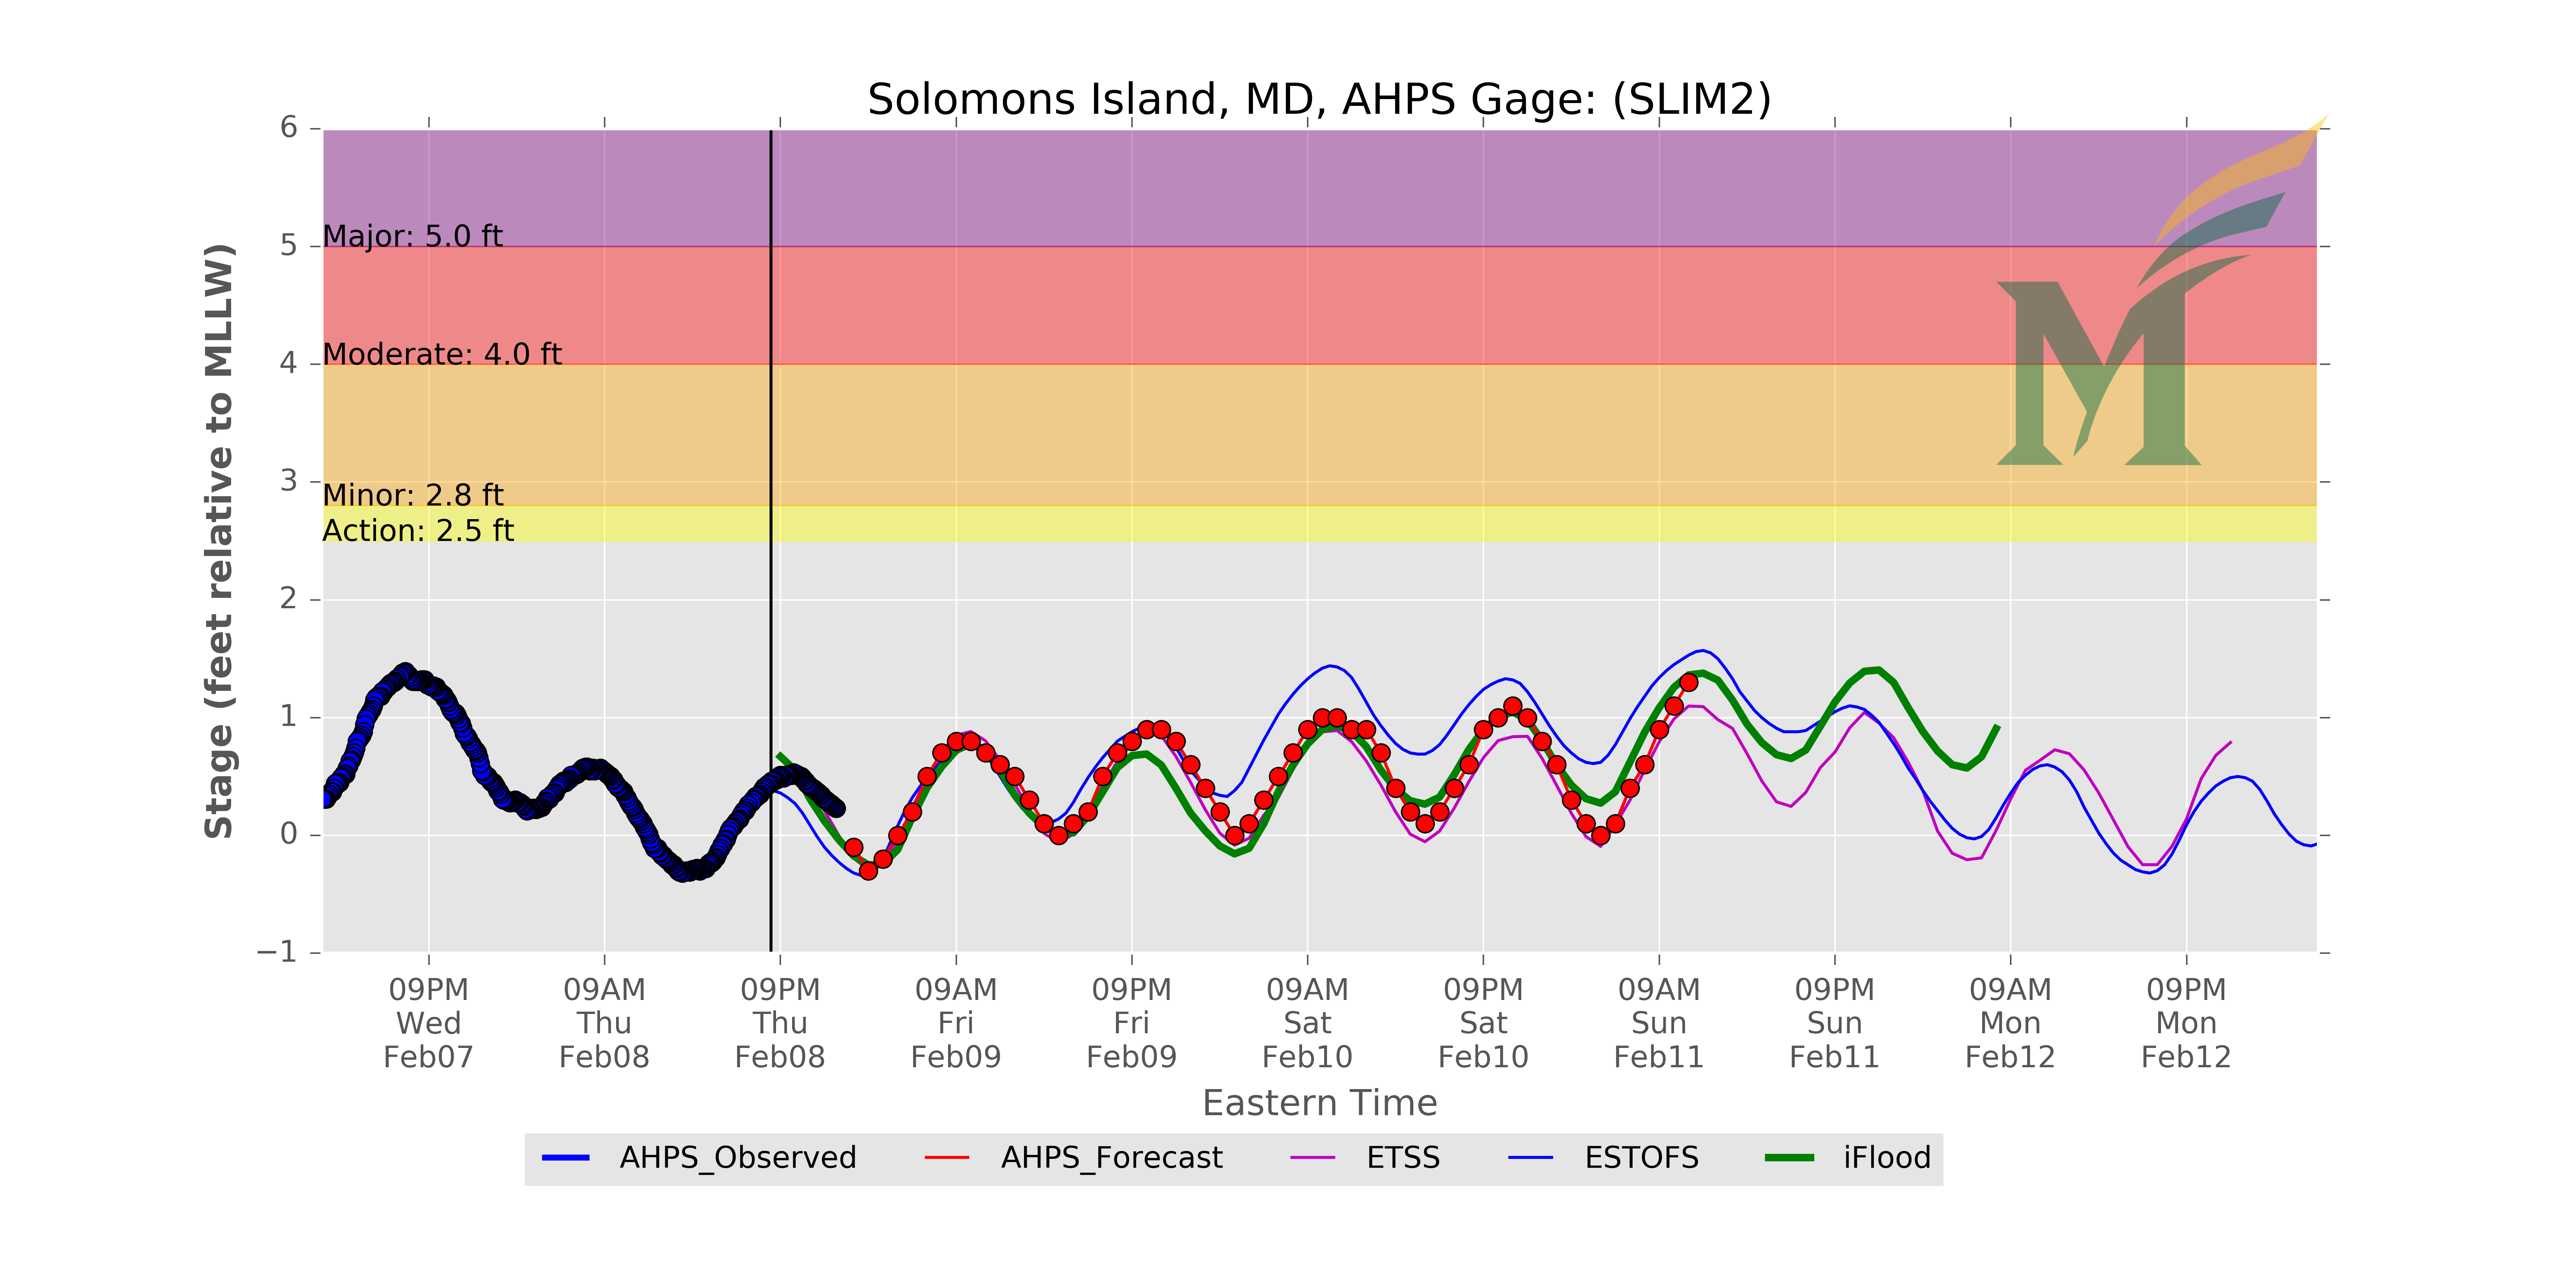 Solomons Island, MD, AHPS Gage: (SLIM2)
Stage (feet relative to MLLW)
6
5
4
3
2
1
0
−1
Major: 5.0 ft
Moderate: 4.0 ft
Minor: 2.8 ft
Action: 2.5 ft
M
09PM Wed Feb07
09AM Thu Feb08
09PM Thu Feb08
09AM Fri Feb09
09PM Fri Feb09
09AM Sat Feb10
09PM Sat Feb10
09AM Sun Feb11
09PM Sun Feb11
09AM Mon Feb12
09PM Mon Feb12
Eastern Time
AHPS_Observed AHPS_Forecast ETSS ESTOFS iFlood